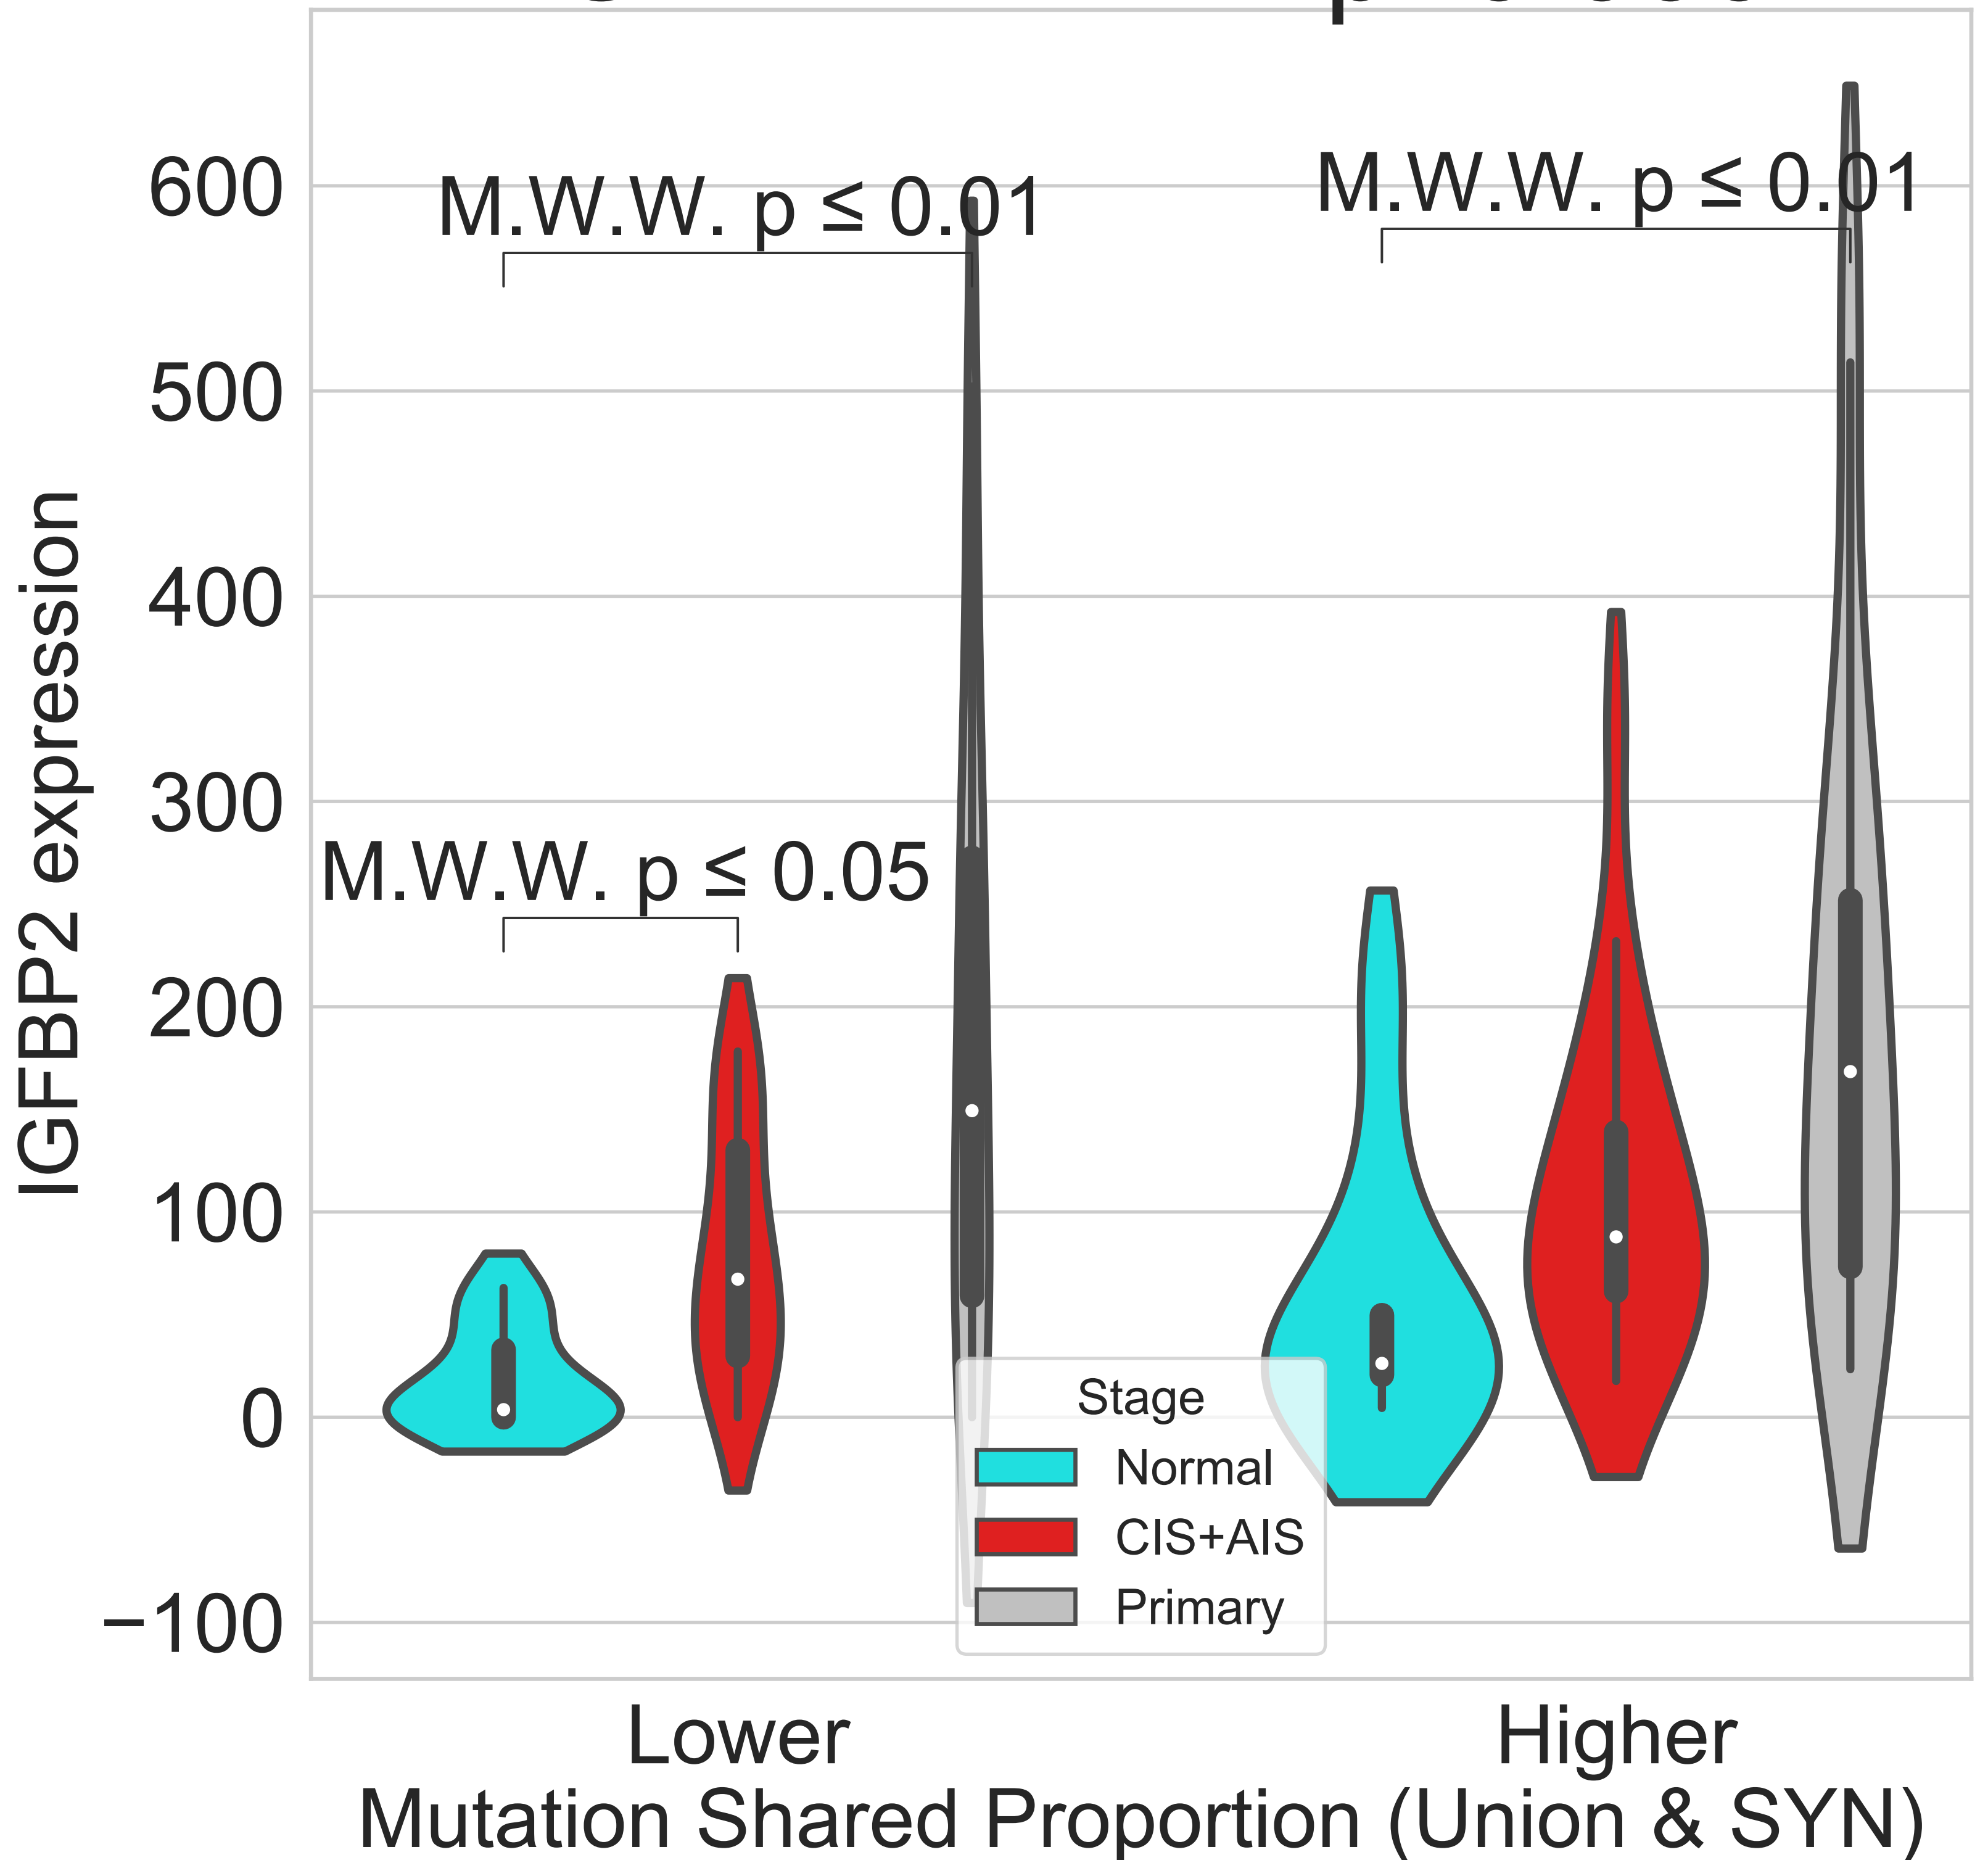 600
500
400
300
200
100
0
−100
IGFBP2 expression
M.W.W. p ≤ 0.01
M.W.W. p ≤ 0.01
M.W.W. p ≤ 0.05
Stage
Normal
CIS+AIS
Primary
Lower
Higher
Mutation Shared Proportion (Union & SYN)